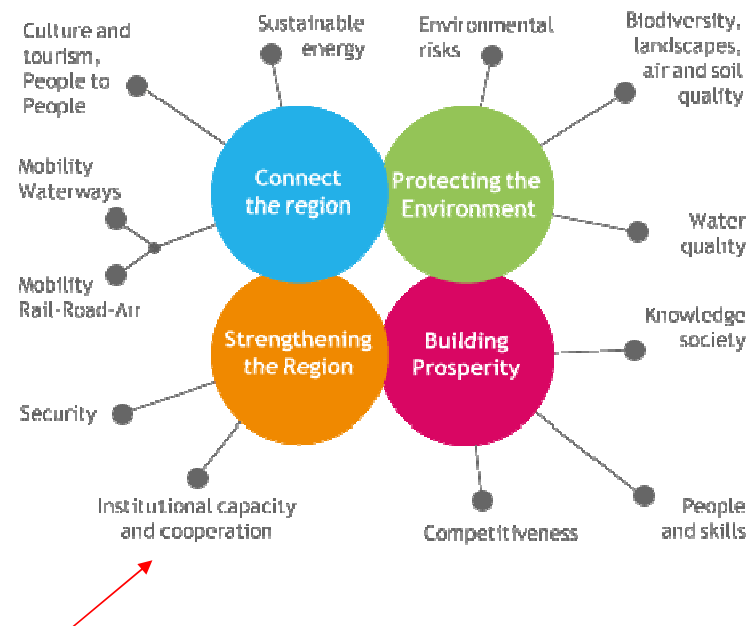 Culture and
tourism,
People to
People
Sustainable
energy
Environmental
risks
Biodiversity,
landscapes,
air and soil
quality
Mobility
Waterways
Connect
the region
Protecting the
Environment
Water
quality
Mobility
Rail-Road-Air
Strengthening
the Region
Building
Prosperity
Knowledge
society
Security
Institutional capacity
and cooperation
Competitiveness
People
and skills